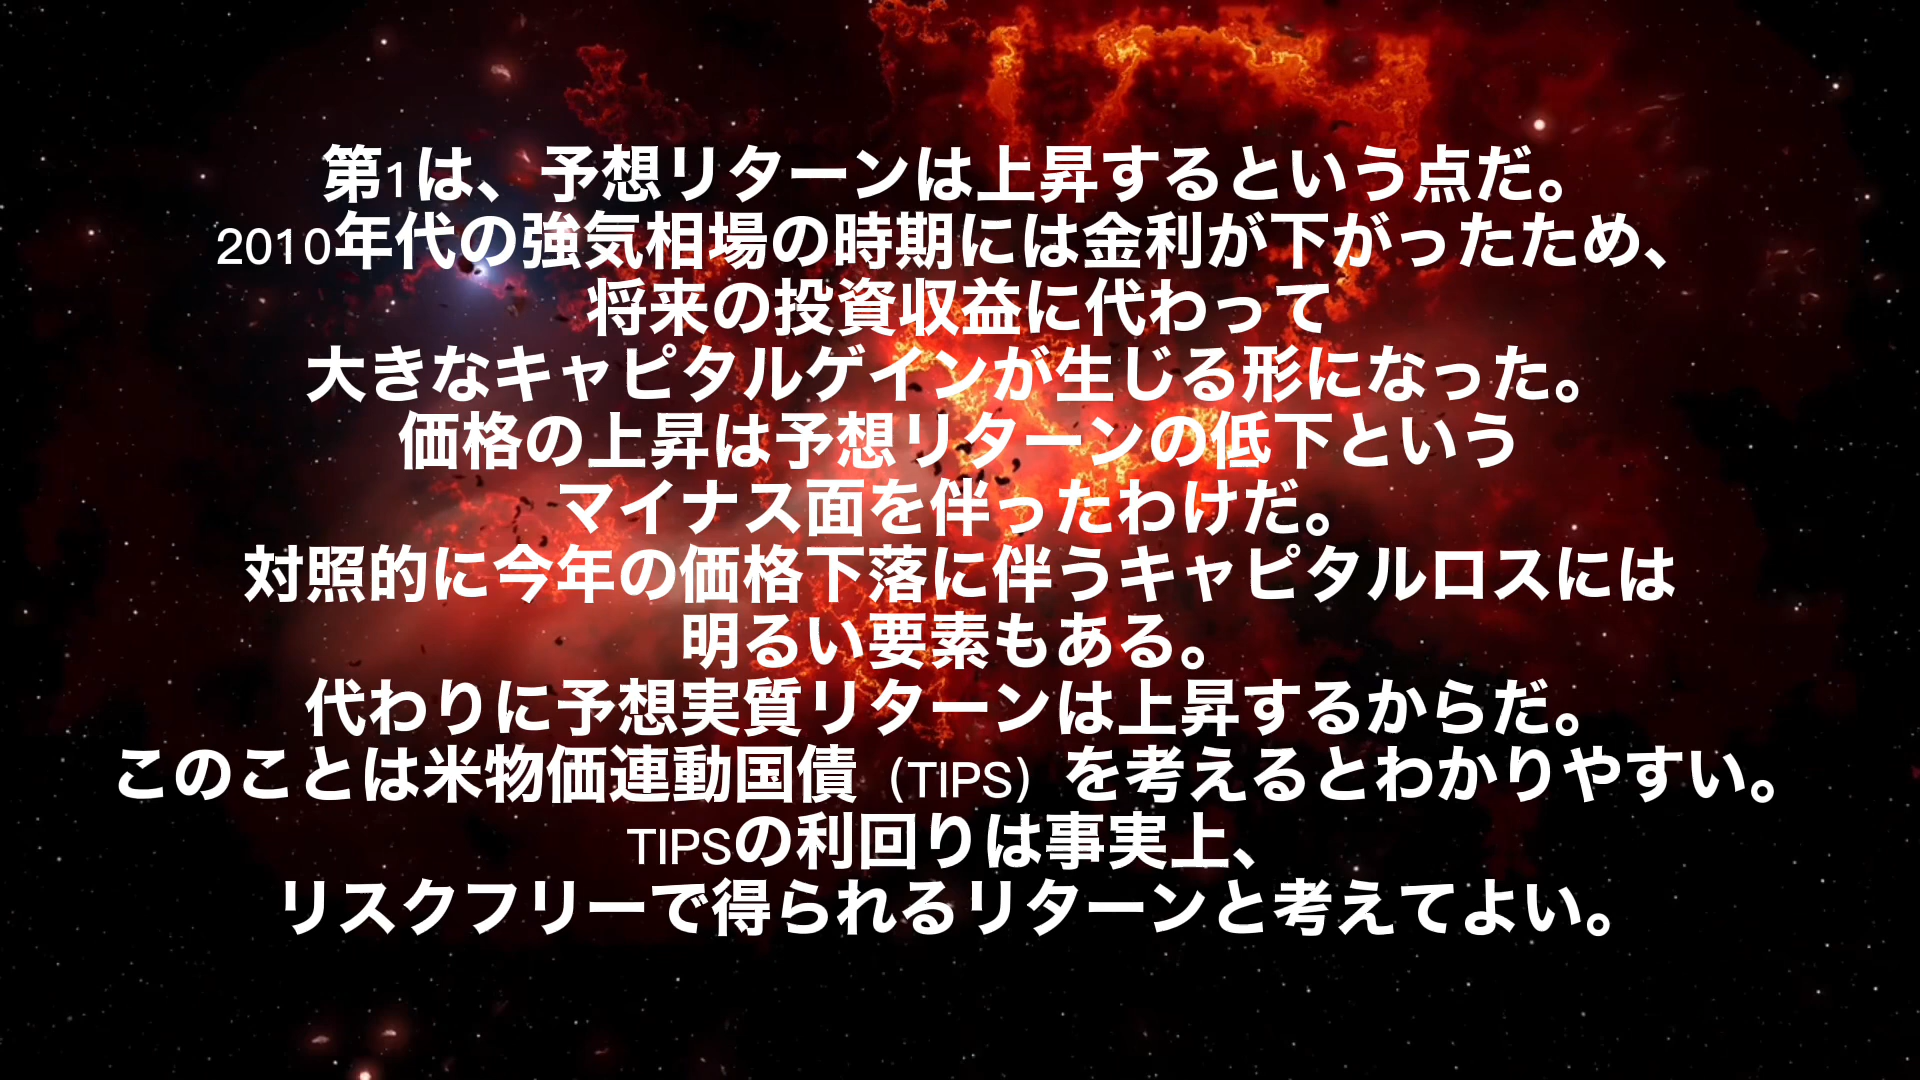 第1は、予想リターンは上昇するという点だ。
2010年代の強気相場の時期には金利が下がったため、
将来の投資収益に代わって
大きなキャピタルゲインが生じる形になった。
価格の上昇は予想リターンの低下という
マイナス面を伴ったわけだ。
対照的に今年の価格下落に伴うキャピタルロスには
明るい要素もある。
代わりに予想実質リターンは上昇するからだ。
このことは米物価連動国債（TIPS）を考えるとわかりやすい。
TIPSの利回りは事実上、
リスクフリーで得られるリターンと考えてよい。